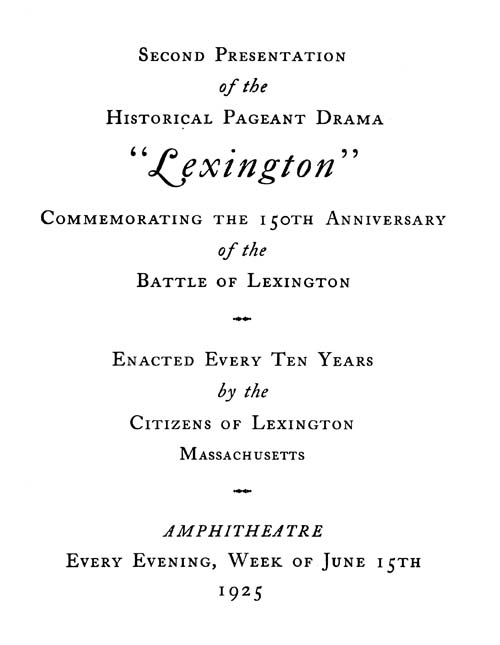 Second Presentation
of the
Historical Pageant Drama
“Lexington”
Commemorating the 150th Anniversary
of the
Battle of Lexington
Enacted Every Ten Years
by the
Citizens of Lexington
Massachusetts
AMPHITHEATRE
Every Evening, Week of June 15th
1925